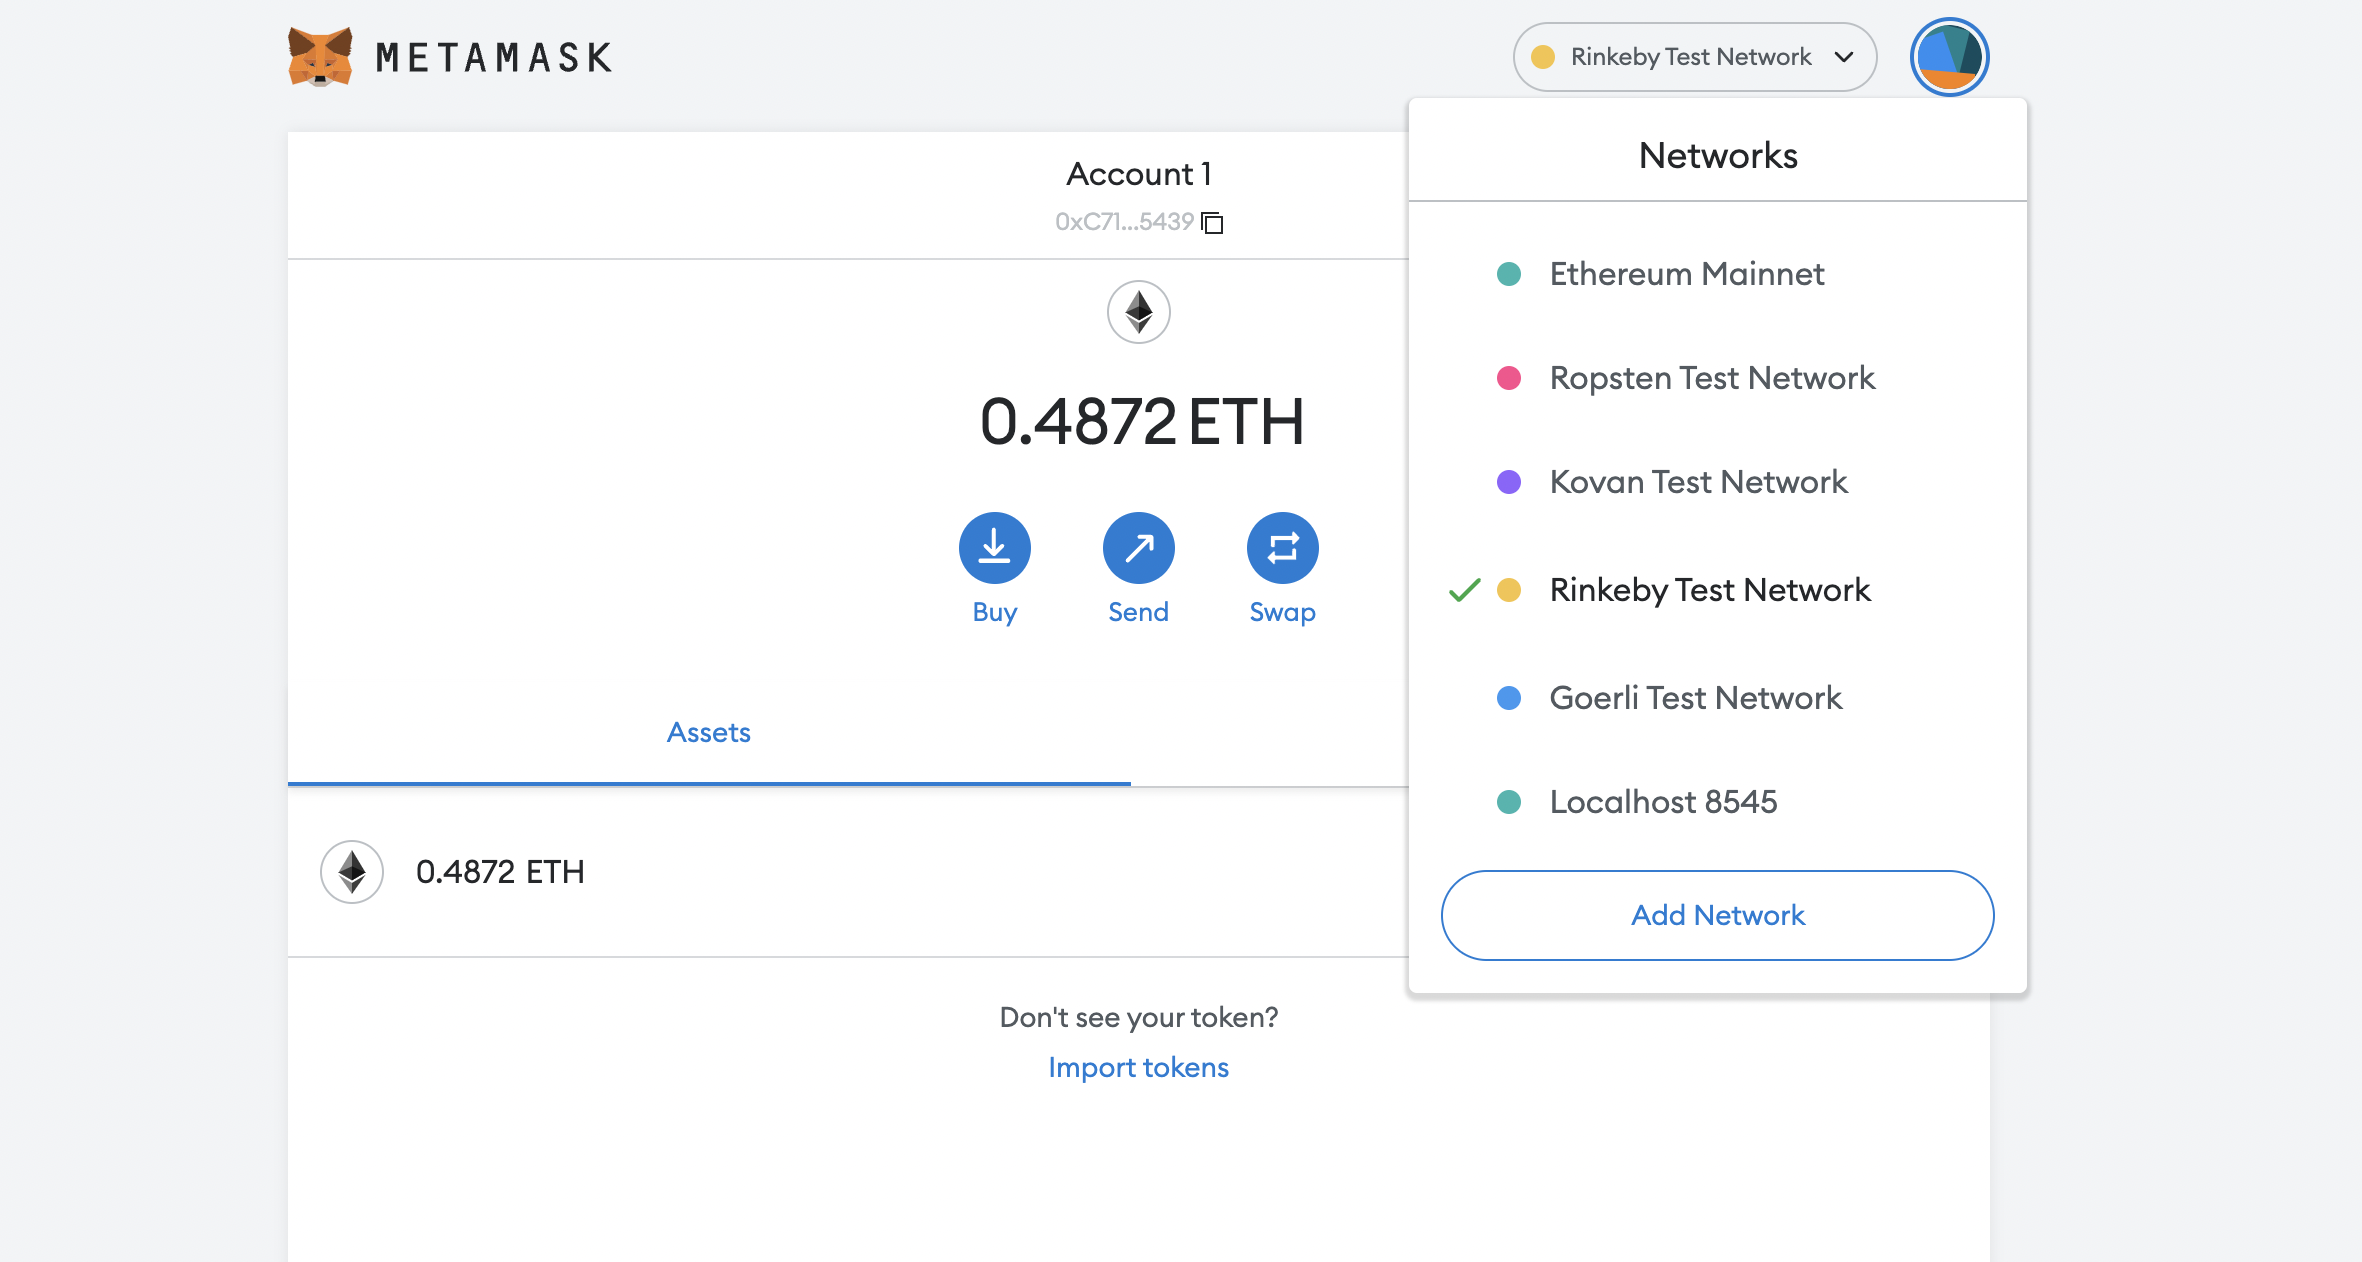 METAMASK
Rinkeby Test Network
Account 1
0xC71...5439
0.4872 ETH
Buy
Send
Swap
Assets
0.4872 ETH
Don't see your token?
Import tokens
Networks
Ethereum Mainnet
Ropsten Test Network
Kovan Test Network
Rinkeby Test Network
Goerli Test Network
Localhost 8545
Add Network